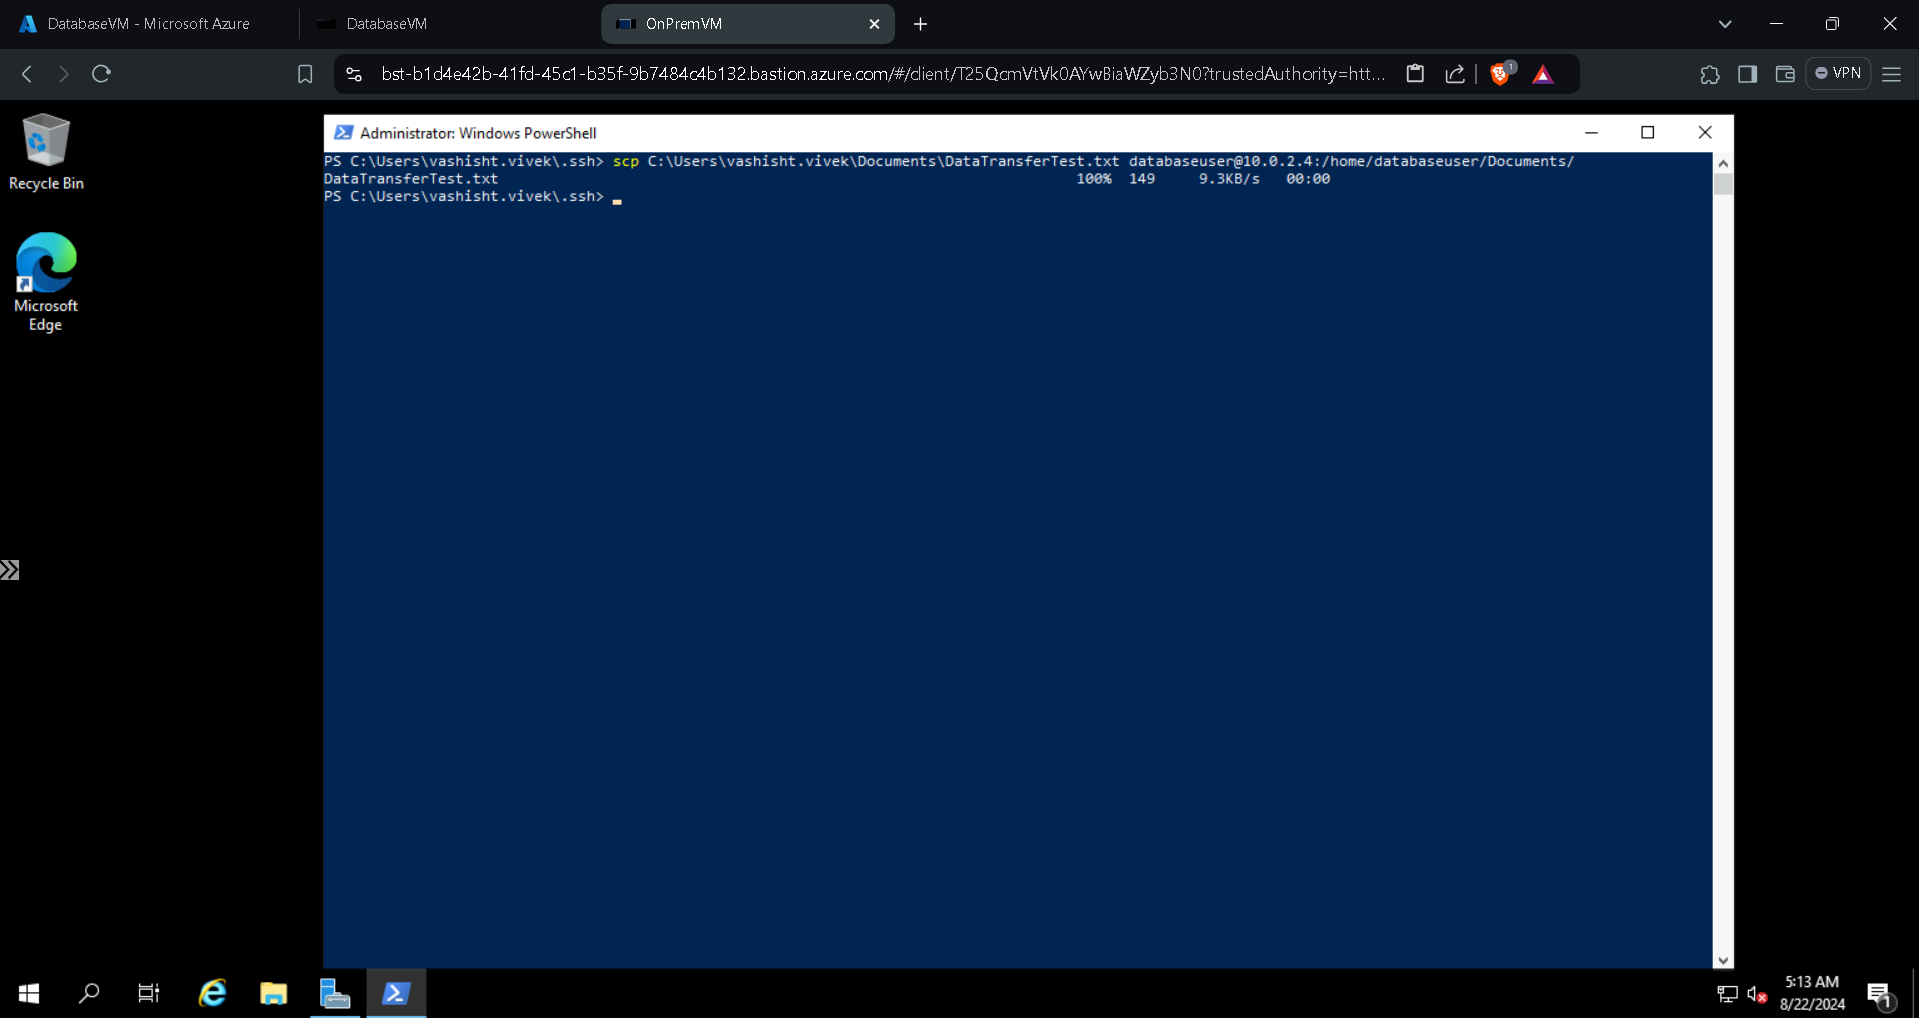 DatabaseVM - Microsoft Azure
DatabaseVM
OnPremVM
bst-b1d4e42b-41fd-45c1-b35f-9b7484c4b132.bastion.azure.com/#/client/T25QcmVtVk0AYwBiaWZyb3N0?trustedAuthority=htt...
1
VPN
Recycle Bin
Microsoft
Edge
Administrator: Windows PowerShell
PS C:\Users\vashisht.vivek\.ssh> scp C:\Users\vashisht.vivek\Documents\DataTransferTest.txt databaseuser@10.0.2.4:/home/databaseuser/Documents/
DataTransferTest.txt 100% 149 9.3KB/s 00:00
PS C:\Users\vashisht.vivek\.ssh>
5:13 AM
8/22/2024
1